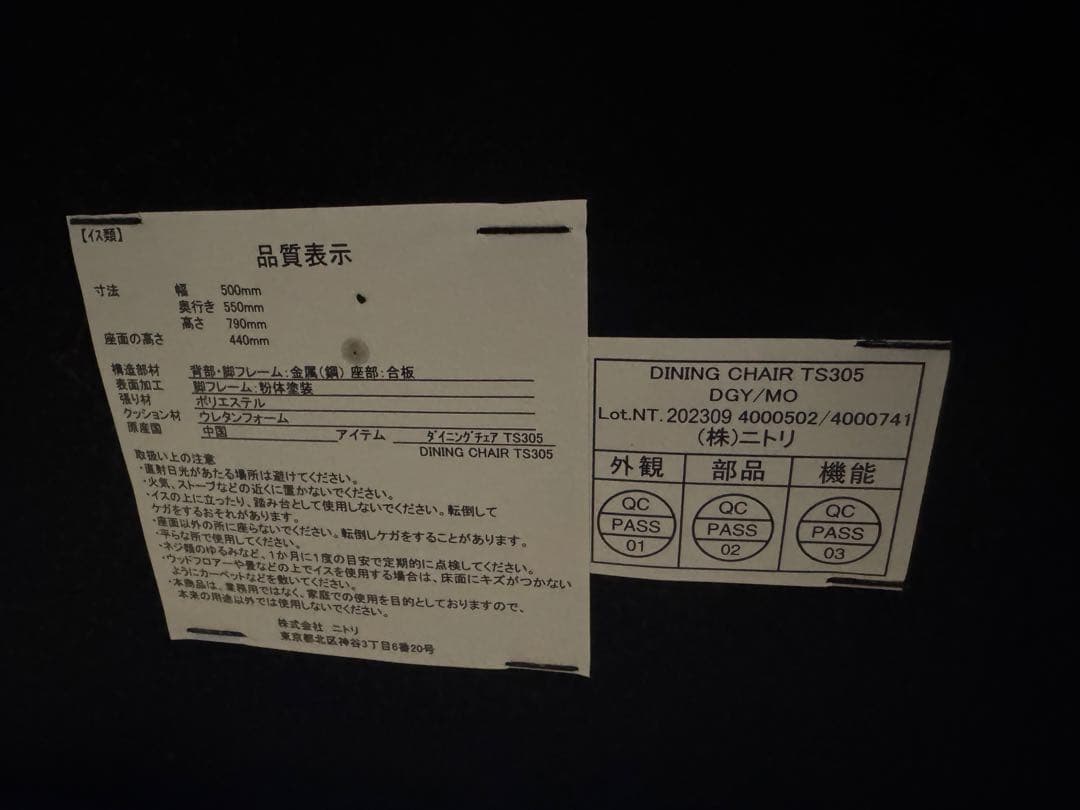 【イス類】
品質表示
寸法 幅 500mm
奥行き 550mm
高さ 790mm
座面の高さ 440mm
構造部材 背部・脚フレーム:金属(鋼) 座部:合板
表面加工 脚フレーム:粉体塗装
張り材 ポリエステル
クッション材 ウレタンフォーム
原産国 中国 アイテム ダイニングチェア TS305
DINING CHAIR TS305
取扱い上の注意
・直射日光があたる場所は避けてください。
・火気、ストーブなどの近くに置かないでください。
・イスの上に立ったり、踏み台として使用しないでください。転倒して
ケガをするおそれがあります。
・座面以外の所に座らないでください。転倒しケガをすることがあります。
・平らな所で使用してください。
・ネジ類のゆるみなど、1か月に1度の目安で定期的に点検してください。
・ウッドフロアーや畳などの上でイスを使用する場合は、床面にキズがつかない
ようにカーペットなどを敷いてください。
・本商品は、業務用ではなく、家庭での使用を目的としておりますので、
本来の用途以外では使用しないでください。
株式会社 ニトリ
東京都北区神谷3丁目6番20号
DINING CHAIR TS305
DGY/MO
Lot.NT. 202309 4000502/4000741
(株)ニトリ
外観 部品 機能
QC QC QC
PASS PASS PASS
01 02 03